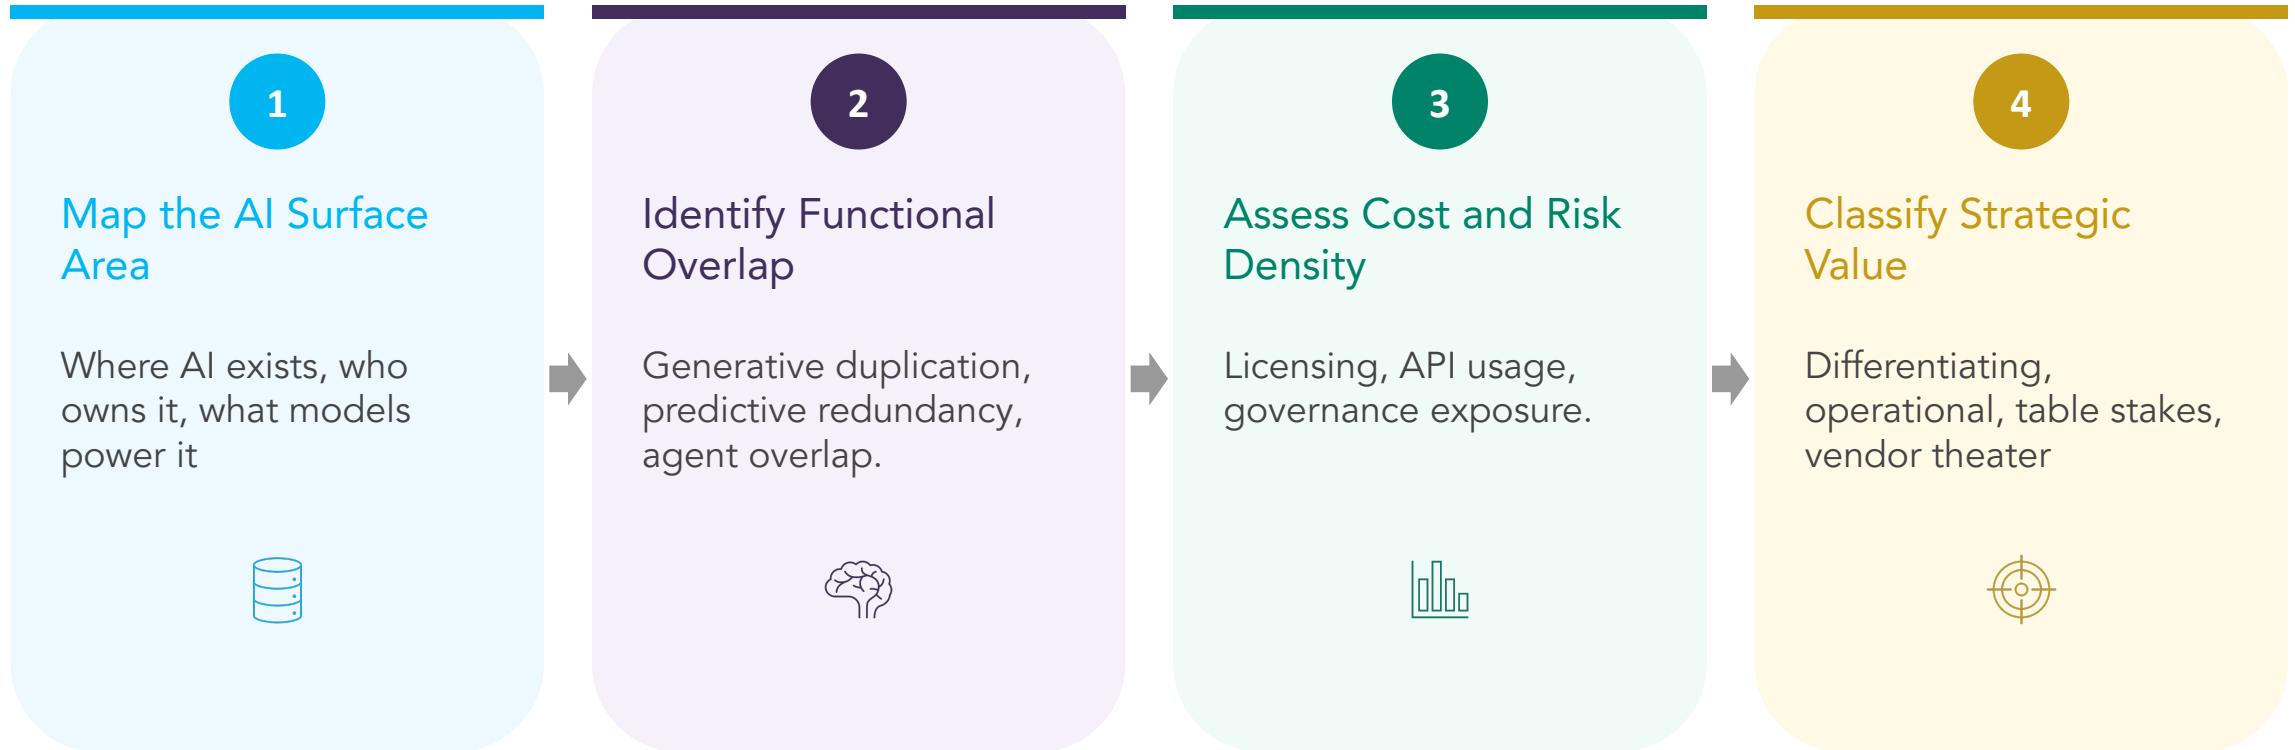 1
Map the AI Surface
Area
Where AI exists, who
owns it, what models
power it
2
Identify Functional
Overlap
Generative duplication,
predictive redundancy,
agent overlap.
3
Assess Cost and Risk
Density
Licensing, API usage,
governance exposure.
4
Classify Strategic
Value
Differentiating,
operational, table stakes,
vendor theater